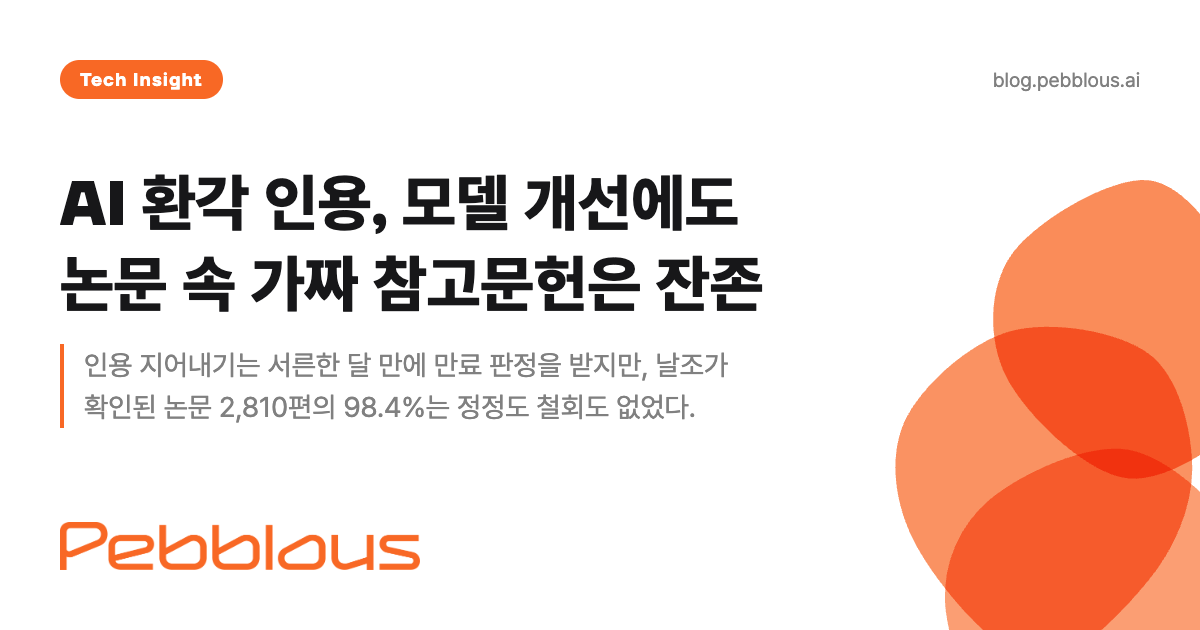 Tech Insight
blog.pebblous.ai
AI 환각 인용, 모델 개선에도
논문 속 가짜 참고문헌은 잔존
인용 지어내기는 서른한 달 만에 만료 판정을 받지만, 날조가
확인된 논문 2,810편의 98.4%는 정정도 철회도 없었다.
Pebblous